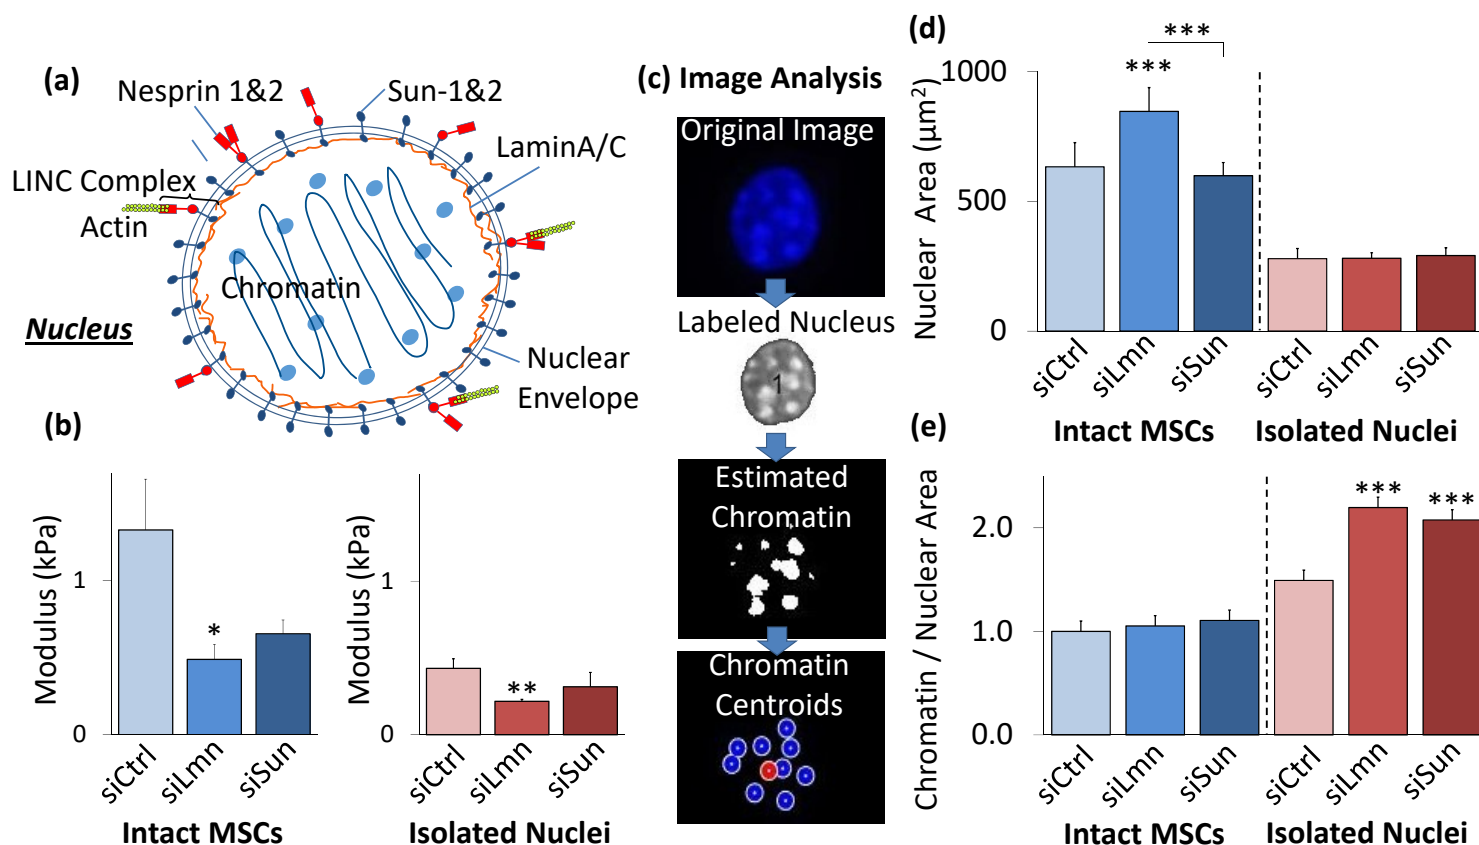 (a)
Nesprin 1&2
Sun-1&2
LaminA/C
LINC Complex
Actin
Chromatin
Nucleus
Nuclear
Envelope
(b)
Modulus (kPa)
1
0
*
siCtrl
siLmn
siSun
Intact MSCs
Modulus (kPa)
1
0
**
siCtrl
siLmn
siSun
Isolated Nuclei
(c) Image Analysis
Original Image
Labeled Nucleus
1
Estimated
Chromatin
Chromatin
Centroids
(d)
Nuclear Area (µm²)
1000
500
0
***
***
siCtrl
siLmn
siSun
siCtrl
siLmn
siSun
Intact MSCs
Isolated Nuclei
(e)
Chromatin / Nuclear Area
2.0
1.0
0.0
***
***
siCtrl
siLmn
siSun
siCtrl
siLmn
siSun
Intact MSCs
Isolated Nuclei